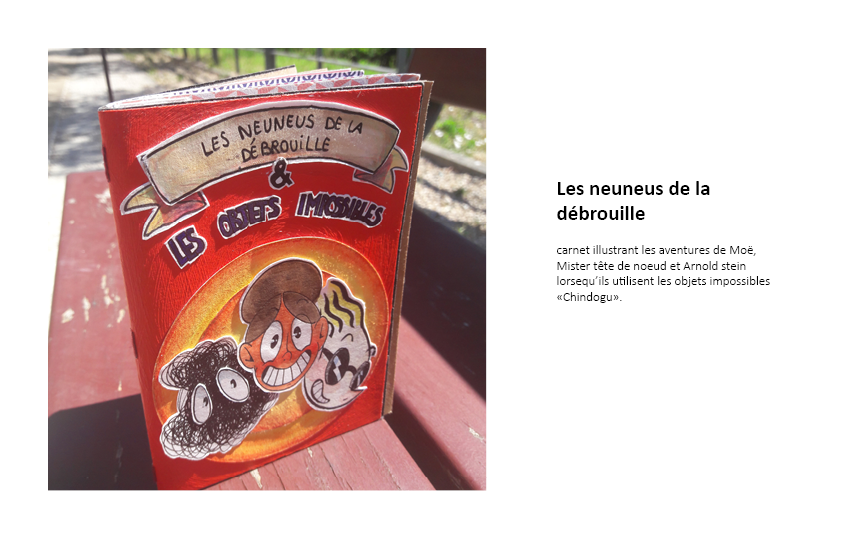 LES NEUNEUS DE LA
DÉBROUILLE
&
LES OBJETS IMPOSSIBLES
Les neuneus de la
débrouille
carnet illustrant les aventures de Moë,
Mister tête de noeud et Arnold stein
lorsequ’ils utilisent les objets impossibles
«Chindogu».